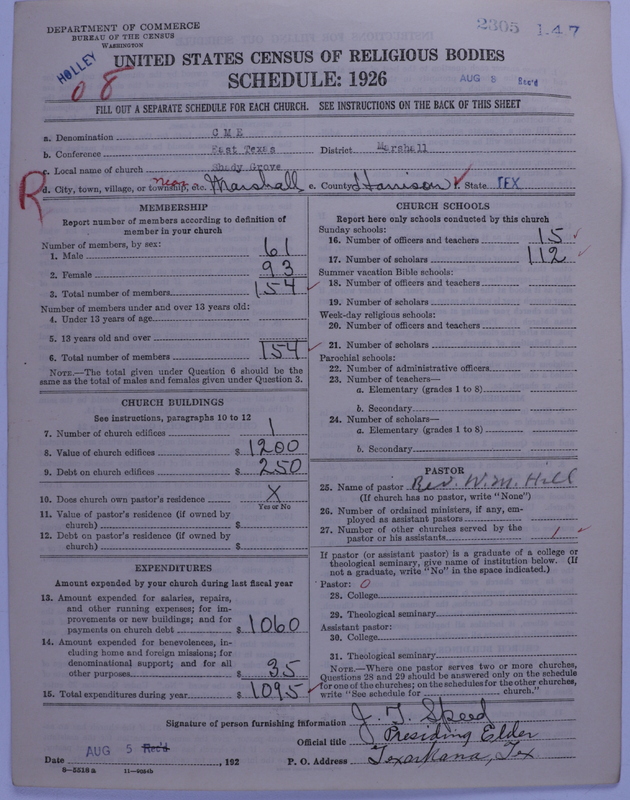 DEPARTMENT OF COMMERCE
BUREAU OF THE CENSUS
WASHINGTON
2305 1.47
HOLLEY
08
UNITED STATES CENSUS OF RELIGIOUS BODIES
SCHEDULE: 1926
AUG 8 Rec'd
FILL OUT A SEPARATE SCHEDULE FOR EACH CHURCH. SEE INSTRUCTIONS ON THE BACK OF THIS SHEET
a. Denomination C M E
b. Conference East Texas District Marshall
c. Local name of church Shady Grove
R
d. City, town, village, or township, etc. near Marshall e. County Harrison f. State TEX
MEMBERSHIP
Report number of members according to definition of
member in your church
Number of members, by sex:
1. Male 61
2. Female 93
3. Total number of members 154
Number of members under and over 13 years old:
4. Under 13 years of age
5. 13 years old and over
6. Total number of members 154
NOTE.—The total given under Question 6 should be
same as the total of males and females given under Question 3.
CHURCH BUILDINGS
See instructions, paragraphs 10 to 12
7. Number of church edifices 1
8. Value of church edifices $ 1200
9. Debt on church edifices $ 250
10. Does church own pastor's residence X
Yes or No
11. Value of pastor's residence (if owned by
church) $
12. Debt on pastor's residence (if owned by
church) $
EXPENDITURES
Amount expended by your church during last fiscal year
13. Amount expended for salaries, repairs,
and other running expenses; for im-
provements or new buildings; and for
payments on church debt $ 1060
14. Amount expended for benevolences, in-
cluding home and foreign missions; for
denominational support; and for all
other purposes $ 35
15. Total expenditures during year $ 1095
CHURCH SCHOOLS
Report here only schools conducted by this church
Sunday schools:
16. Number of officers and teachers 15
17. Number of scholars 112
Summer vacation Bible schools:
18. Number of officers and teachers
19. Number of scholars
Week-day religious schools:
20. Number of officers and teachers
21. Number of scholars
Parochial schools:
22. Number of administrative officers
23. Number of teachers—
a. Elementary (grades 1 to 8)
b. Secondary
24. Number of scholars—
a. Elementary (grades 1 to 8)
b. Secondary
PASTOR
25. Name of pastor Rev. W. M. Hill
(If church has no pastor, write "None")
26. Number of ordained ministers, if any, em-
ployed as assistant pastors
27. Number of other churches served by the
pastor or his assistants 1
If pastor (or assistant pastor) is a graduate of a college or
theological seminary, give name of institution below. (If
not a graduate, write "No" in the space indicated.)
Pastor: 0
28. College
29. Theological seminary
Assistant pastor:
30. College
31. Theological seminary
NOTE.—Where one pastor serves two or more churches,
Questions 28 and 29 should be answered only on the schedule
for one of the churches; on the schedules for the other churches,
write "See schedule for church."
Signature of person furnishing information J. T. Speed
Official title Presiding Elder
Date AUG 5 Rec'd, 192 P. O. Address Texarkana, Tex
8-5518a 11-9054b